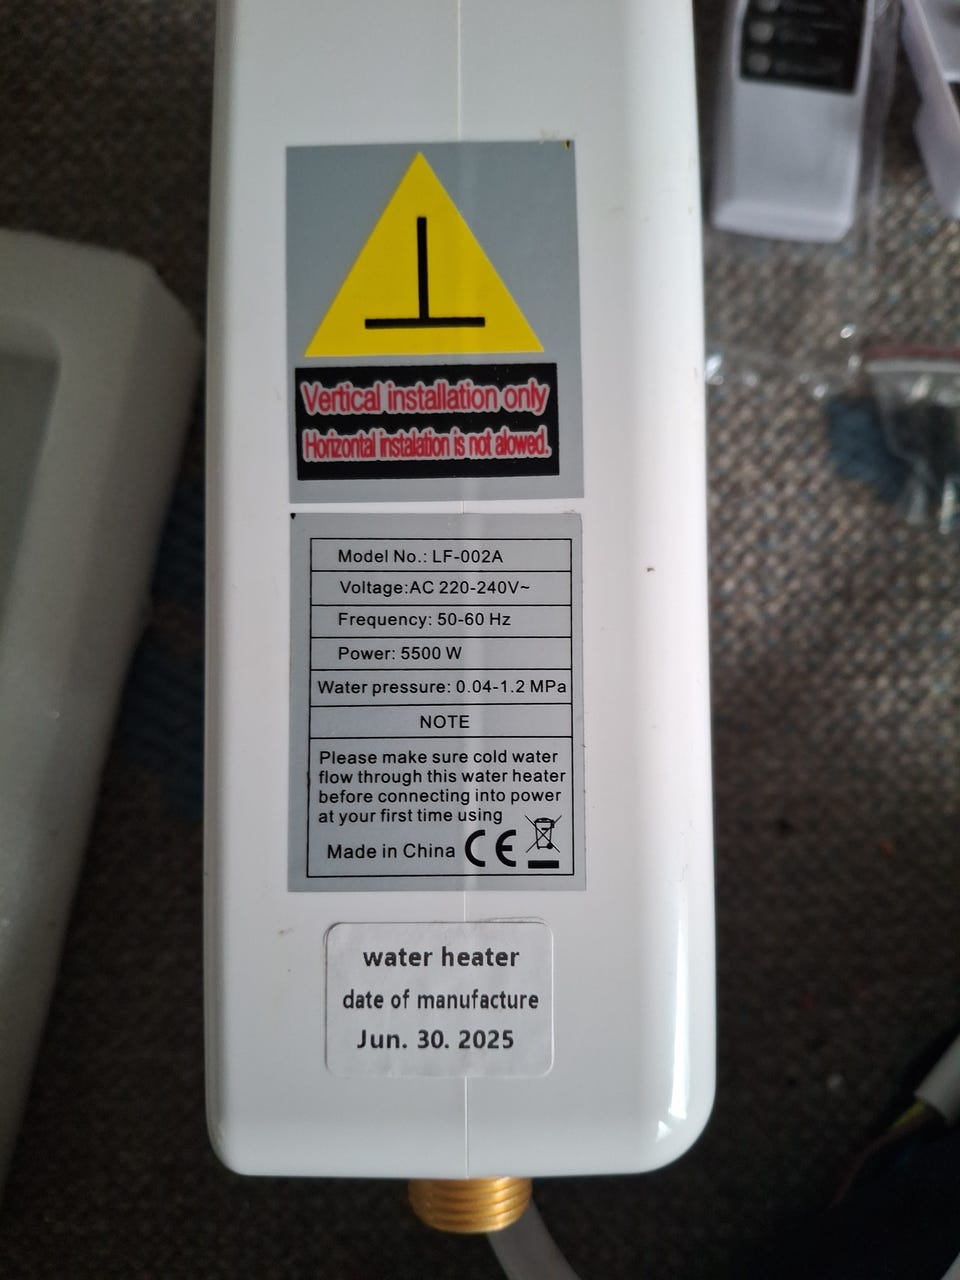 Vertical installation only
Horizontal instalation is not alowed.
Model No.: LF-002A
Voltage:AC 220-240V~
Frequency: 50-60 Hz
Power: 5500 W
Water pressure: 0.04-1.2 MPa
NOTE
Please make sure cold water
flow through this water heater
before connecting into power
at your first time using
Made in China CE
water heater
date of manufacture
Jun. 30. 2025